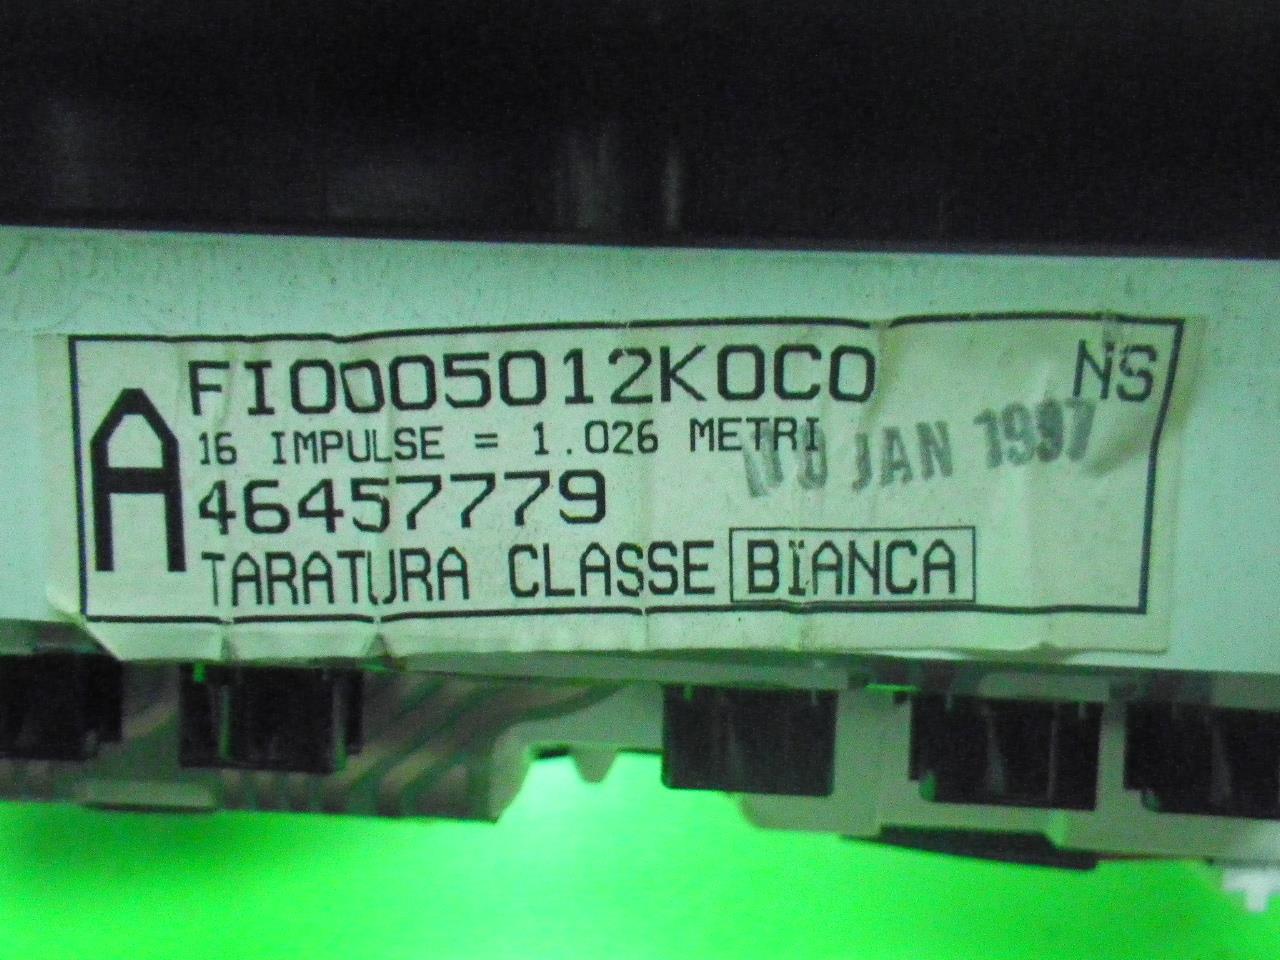 A
FI0005012K0C0 NS
16 IMPULSE = 1.026 METRI
JAN 1997
46457779
TARATURA CLASSE BIANCA